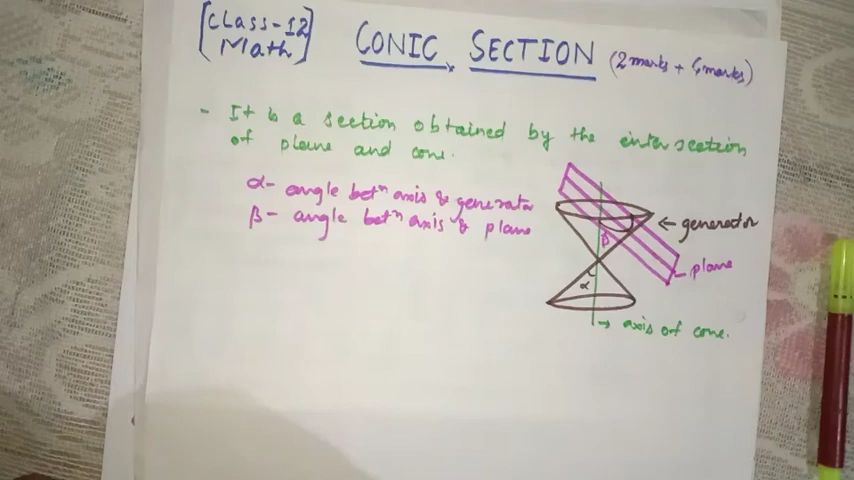 [Class-12
Math]
CONIC SECTION (2 marks + 5 marks)
- It is a section obtained by the intersection
of plane and cone.
α- angle betⁿ axis & generator
β- angle betⁿ axis & plane
← generator
β
plane
α
→ axis of cone.